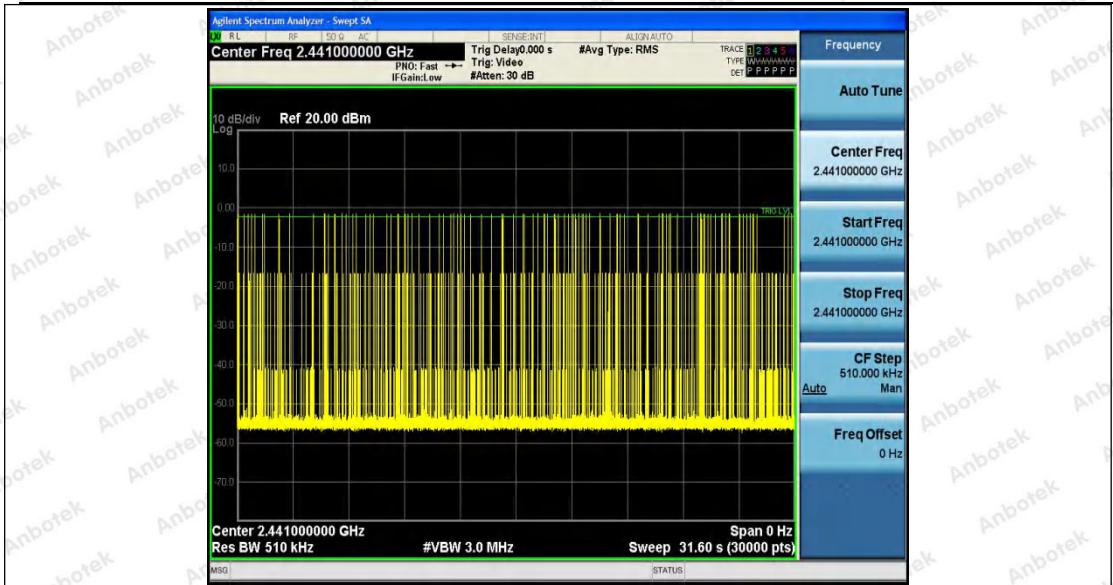 Agilent Spectrum Analyzer - Swept SA
RL RF 50 Ω AC SENSE:INT ALIGNAUTO
Center Freq 2.441000000 GHz
PNO: Fast
IFGain:Low
Trig Delay0.000 s
Trig: Video
#Atten: 30 dB
#Avg Type: RMS
TRACE 1 2 3 4 5 6
TYPE
DET P P P P P P
10 dB/div Ref 20.00 dBm
Log
10.0
0.00
TRIG LVL
-10.0
-20.0
-30.0
-40.0
-50.0
-60.0
-70.0
Center 2.441000000 GHz
Span 0 Hz
Res BW 510 kHz
#VBW 3.0 MHz
Sweep 31.60 s (30000 pts)
MSG
STATUS
Frequency
Auto Tune
Center Freq
2.441000000 GHz
Start Freq
2.441000000 GHz
Stop Freq
2.441000000 GHz
CF Step
510.000 kHz
Auto Man
Freq Offset
0 Hz
Anbotek